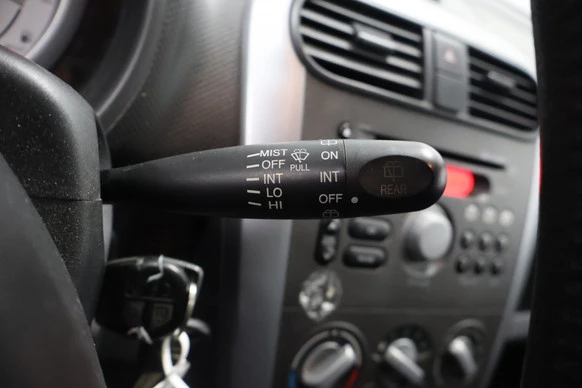 MIST
OFF
INT
LO
HI
PULL
ON
INT
OFF
REAR